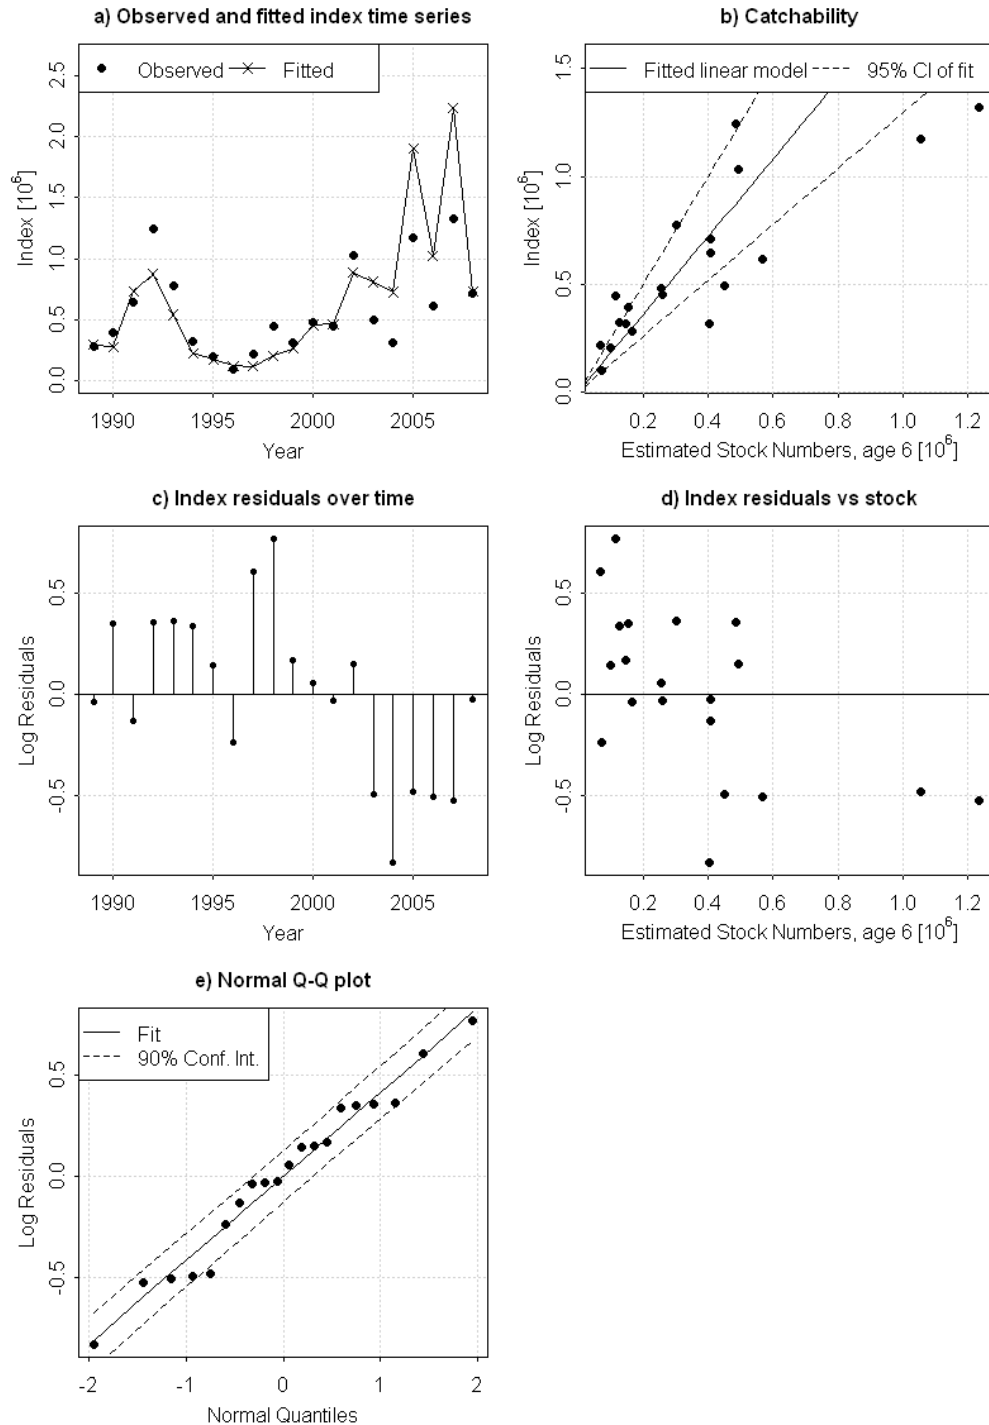 a) Observed and fitted index time series
Observed Fitted
Index [10^6]
0.0 0.5 1.0 1.5 2.0 2.5
1990 1995 2000 2005
Year
b) Catchability
Fitted linear model 95% CI of fit
Index [10^6]
0.0 0.5 1.0 1.5
0.2 0.4 0.6 0.8 1.0 1.2
Estimated Stock Numbers, age 6 [10^6]
c) Index residuals over time
Log Residuals
-0.5 0.0 0.5
1990 1995 2000 2005
Year
d) Index residuals vs stock
Log Residuals
-0.5 0.0 0.5
0.2 0.4 0.6 0.8 1.0 1.2
Estimated Stock Numbers, age 6 [10^6]
e) Normal Q-Q plot
Fit
90% Conf. Int.
Log Residuals
-0.5 0.0 0.5
-2 -1 0 1 2
Normal Quantiles